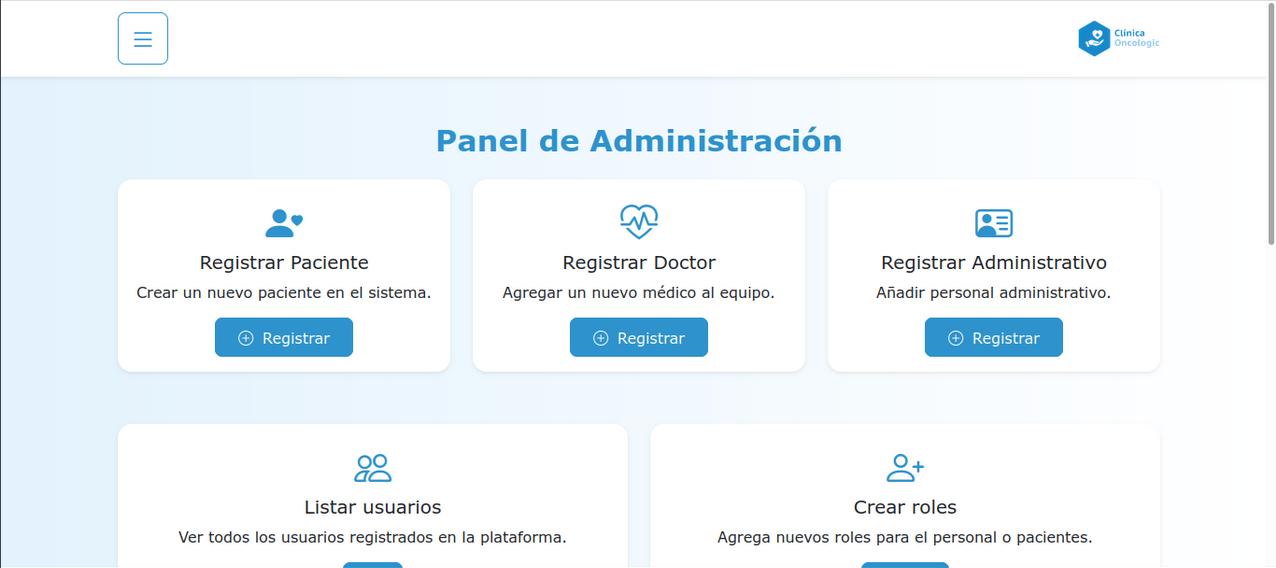 Clínica
Oncologic
Panel de Administración
Registrar Paciente
Crear un nuevo paciente en el sistema.
Registrar
Registrar Doctor
Agregar un nuevo médico al equipo.
Registrar
Registrar Administrativo
Añadir personal administrativo.
Registrar
Listar usuarios
Ver todos los usuarios registrados en la plataforma.
Crear roles
Agrega nuevos roles para el personal o pacientes.